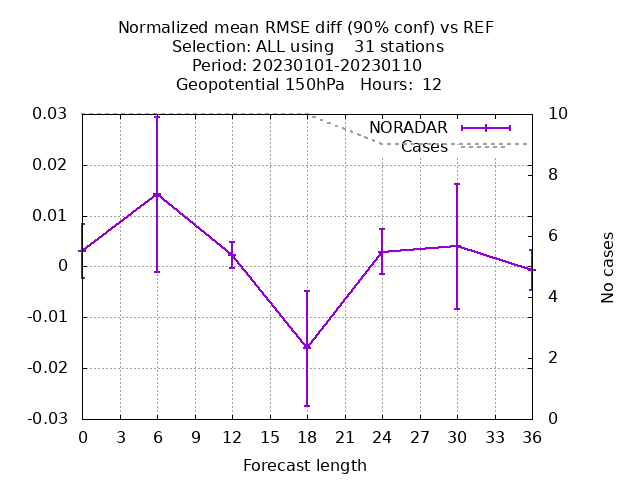 Normalized mean RMSE diff (90% conf) vs REF
Selection: ALL using    31 stations
Period: 20230101-20230110
Geopotential 150hPa   Hours:  12
0.03
0.02
0.01
0
-0.01
-0.02
-0.03
NORADAR
Cases
10
8
6
4
2
0
No cases
0 3 6 9 12 15 18 21 24 27 30 33 36
Forecast length